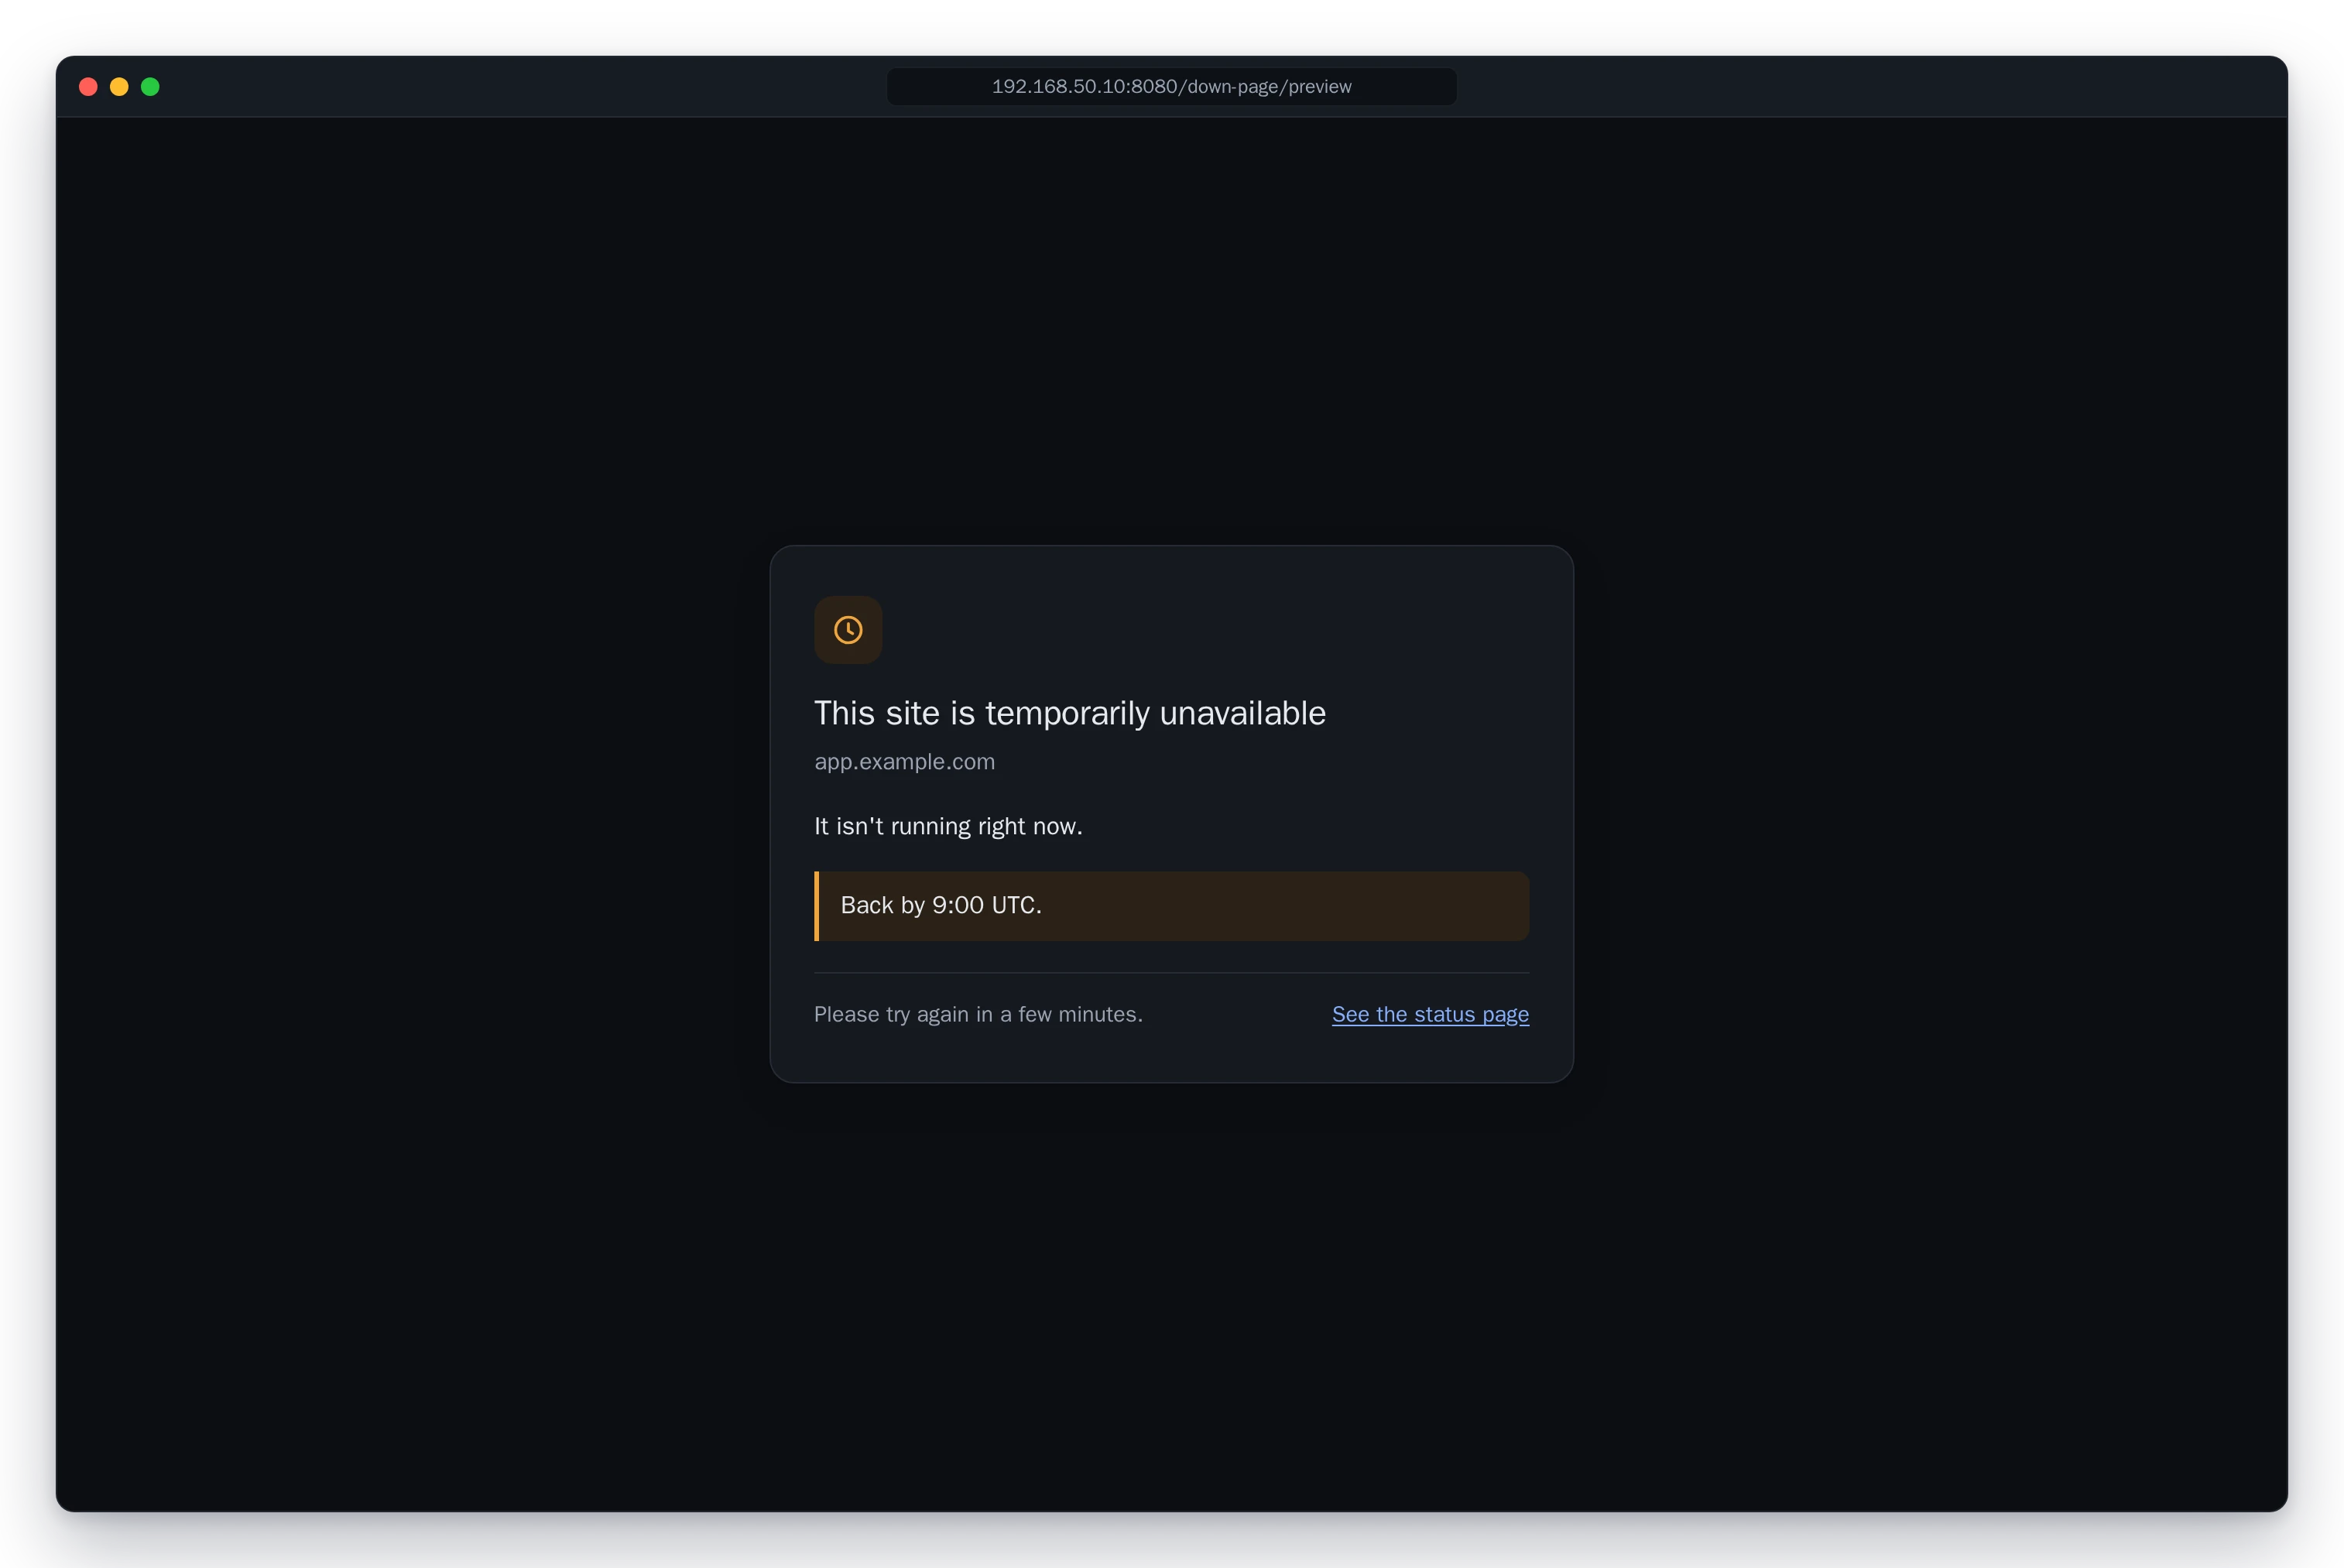 192.168.50.10:8080/down-page/preview
This site is temporarily unavailable
app.example.com
It isn't running right now.
Back by 9:00 UTC.
Please try again in a few minutes.
See the status page